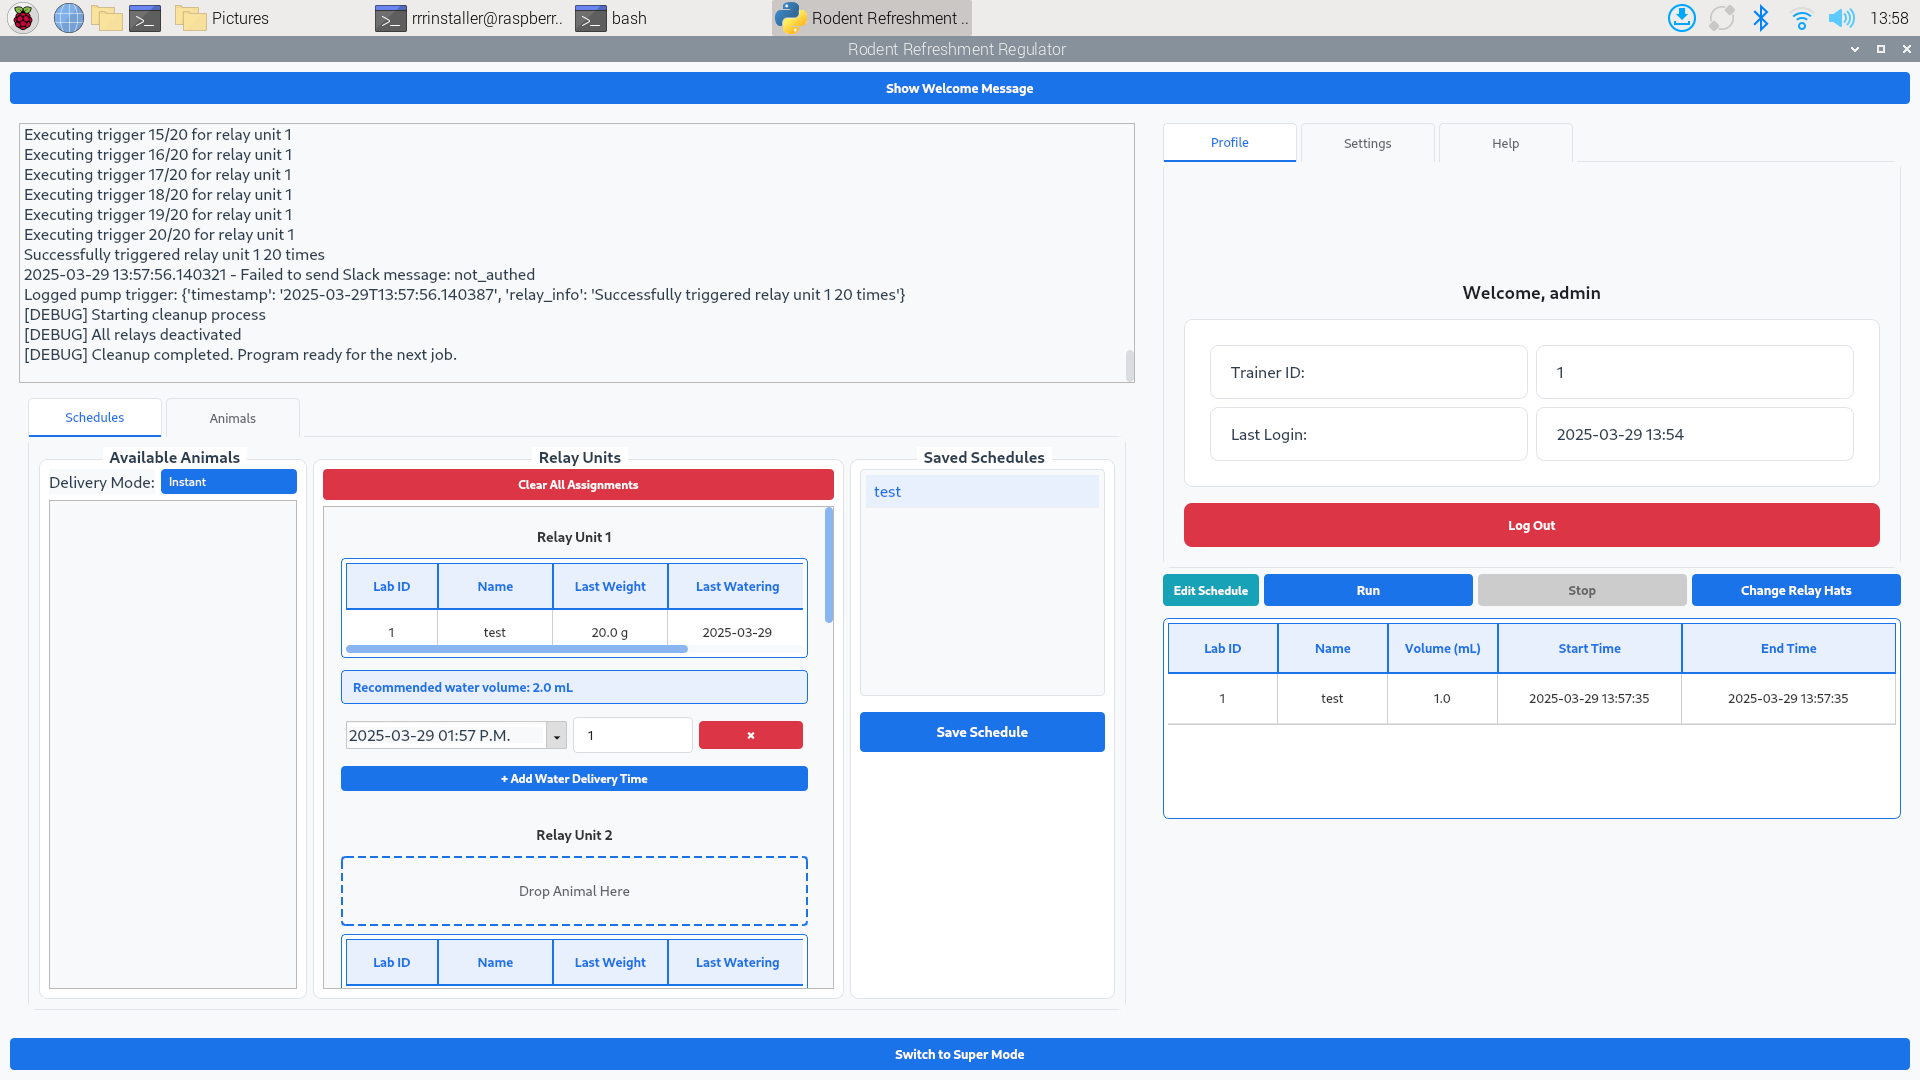 Pictures
rrrinstaller@raspberr..
bash
Rodent Refreshment ..
13:58
Rodent Refreshment Regulator
Show Welcome Message
Executing trigger 15/20 for relay unit 1
Executing trigger 16/20 for relay unit 1
Executing trigger 17/20 for relay unit 1
Executing trigger 18/20 for relay unit 1
Executing trigger 19/20 for relay unit 1
Executing trigger 20/20 for relay unit 1
Successfully triggered relay unit 1 20 times
2025-03-29 13:57:56.140321 - Failed to send Slack message: not_authed
Logged pump trigger: {'timestamp': '2025-03-29T13:57:56.140387', 'relay_info': 'Successfully triggered relay unit 1 20 times'}
[DEBUG] Starting cleanup process
[DEBUG] All relays deactivated
[DEBUG] Cleanup completed. Program ready for the next job.
Schedules
Animals
Available Animals
Delivery Mode: Instant
Relay Units
Clear All Assignments
Relay Unit 1
Lab ID Name Last Weight Last Watering
1 test 20.0 g 2025-03-29
Recommended water volume: 2.0 mL
2025-03-29 01:57 P.M. 1 ×
+ Add Water Delivery Time
Relay Unit 2
Drop Animal Here
Lab ID Name Last Weight Last Watering
Saved Schedules
test
Save Schedule
Profile
Settings
Help
Welcome, admin
Trainer ID: 1
Last Login: 2025-03-29 13:54
Log Out
Edit Schedule
Run
Stop
Change Relay Hats
Lab ID Name Volume (mL) Start Time End Time
1 test 1.0 2025-03-29 13:57:35 2025-03-29 13:57:35
Switch to Super Mode